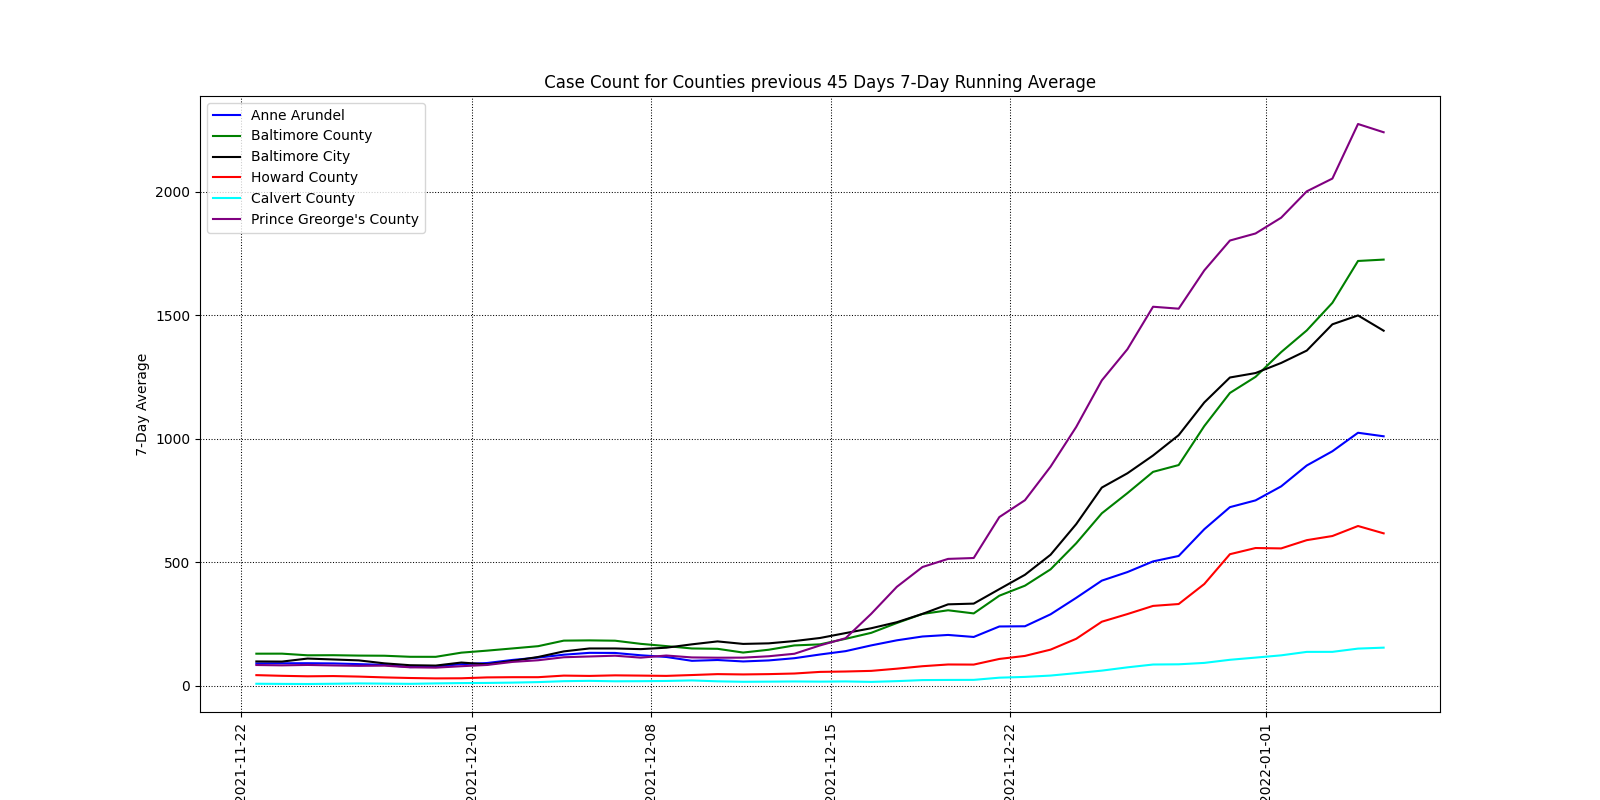 Case Count for Counties previous 45 Days 7-Day Running Average
Anne Arundel
Baltimore County
Baltimore City
Howard County
Calvert County
Prince Greorge's County
7-Day Average
2000
1500
1000
500
0
2021-11-22
2021-12-01
2021-12-08
2021-12-15
2021-12-22
2022-01-01